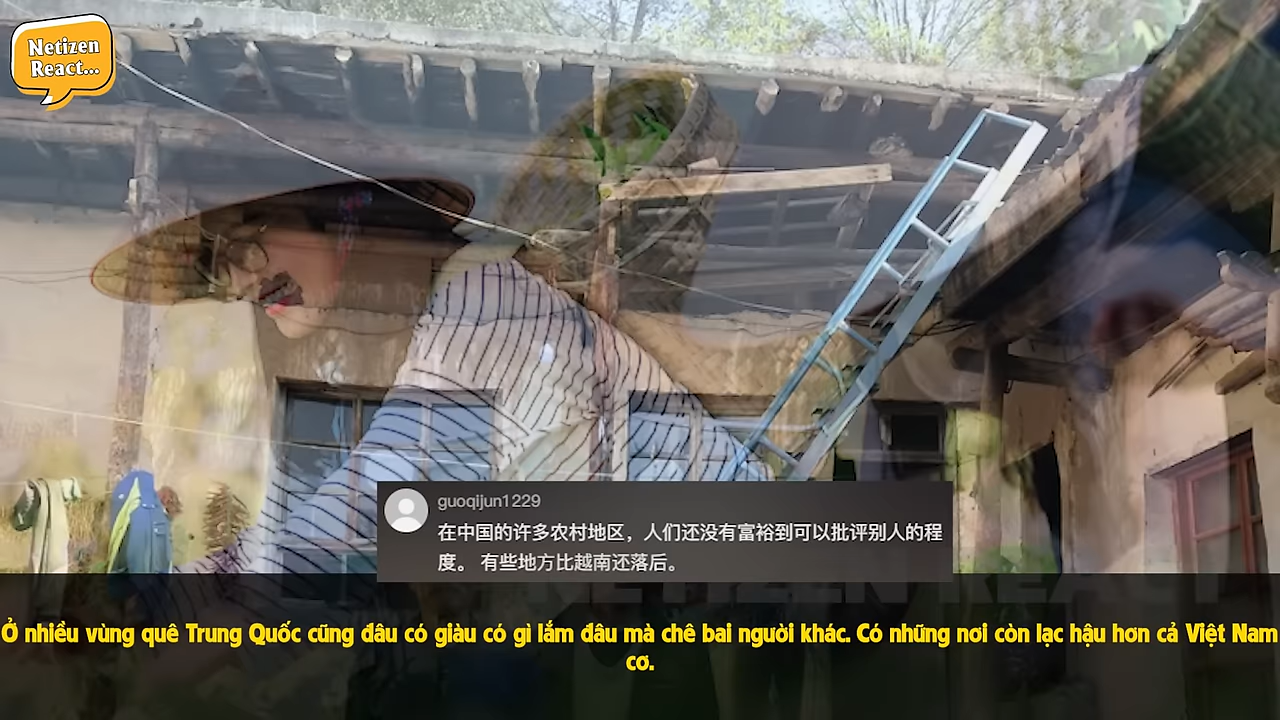 Netizen
React...
guoqijun1229
在中国的许多农村地区，人们还没有富裕到可以批评别人的程
度。 有些地方比越南还落后。
NETIZEN REACT
Ở nhiều vùng quê Trung Quốc cũng đâu có giàu có gì lắm đâu mà chê bai người khác. Có những nơi còn lạc hậu hơn cả Việt Nam
cơ.